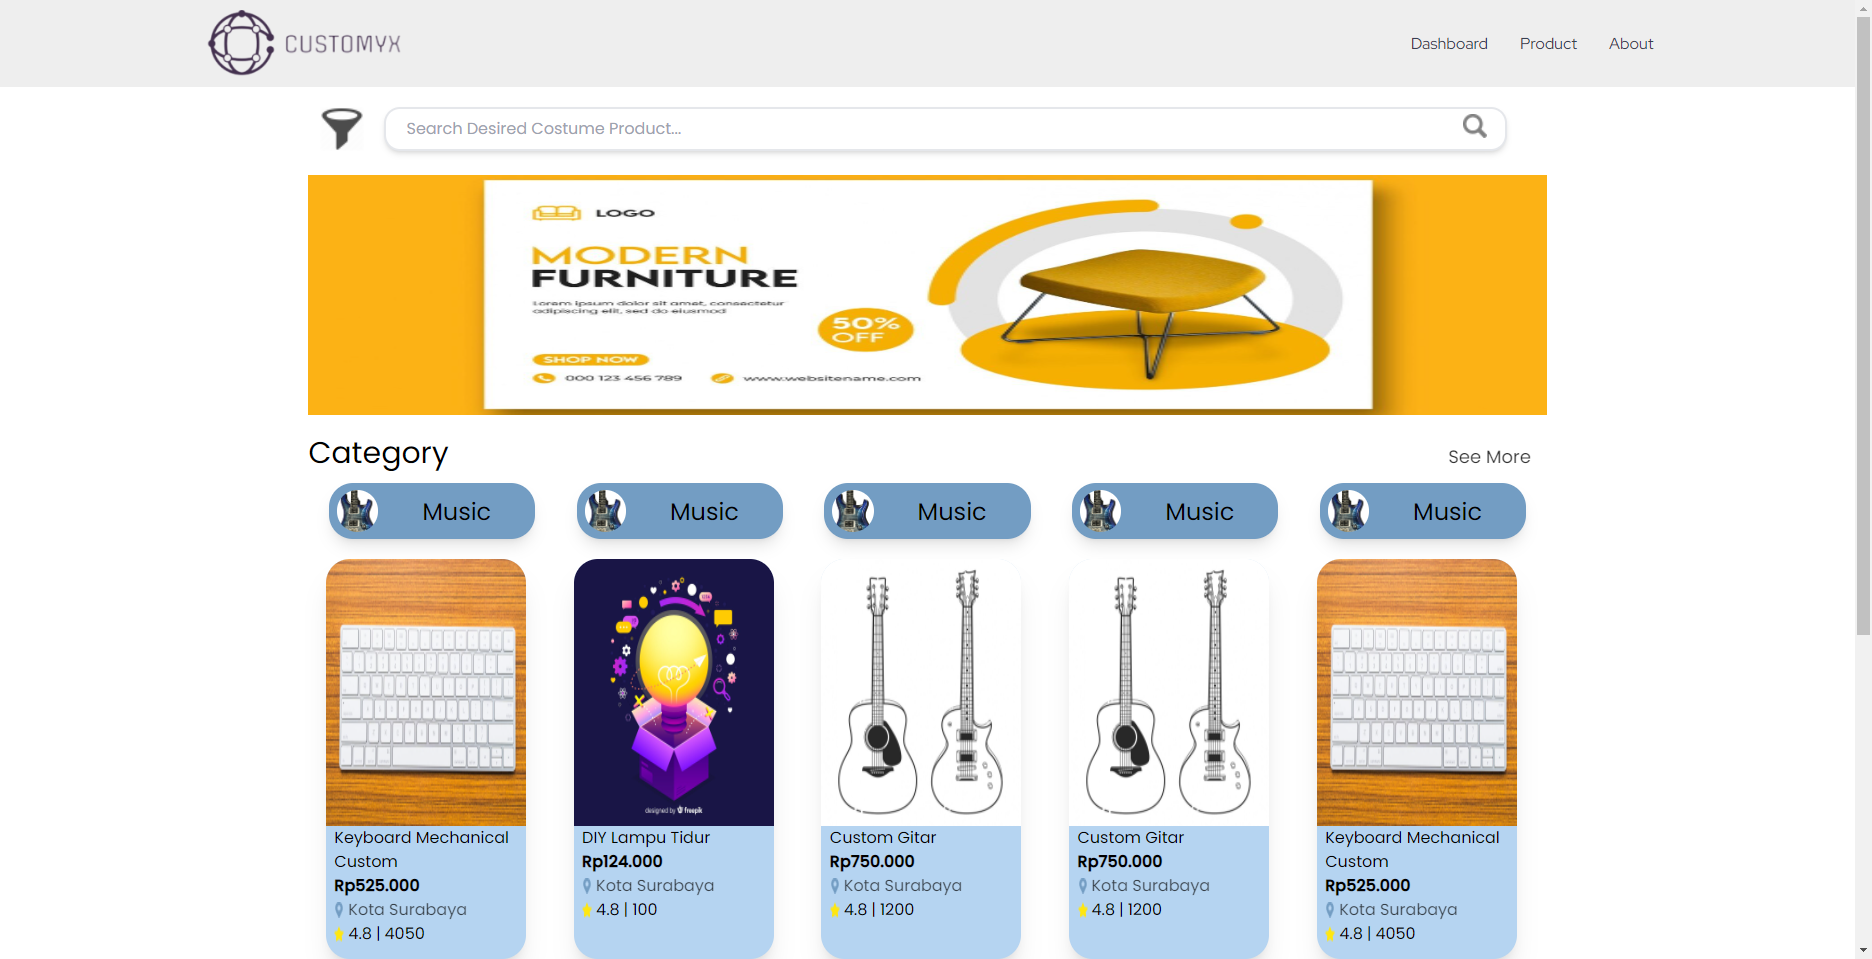 CUSTOMYX
Dashboard
Product
About
Search Desired Costume Product...
LOGO
MODERN
FURNITURE
Lorem ipsum dolor sit amet, consectetur
adipiscing elit, sed do eiusmod
50%
OFF
SHOP NOW
000 123 456 789
www.websitename.com
Category
See More
Music
Music
Music
Music
Music
designed by freepik
Keyboard Mechanical
Custom
Rp525.000
Kota Surabaya
4.8 | 4050
DIY Lampu Tidur
Rp124.000
Kota Surabaya
4.8 | 100
Custom Gitar
Rp750.000
Kota Surabaya
4.8 | 1200
Custom Gitar
Rp750.000
Kota Surabaya
4.8 | 1200
Keyboard Mechanical
Custom
Rp525.000
Kota Surabaya
4.8 | 4050